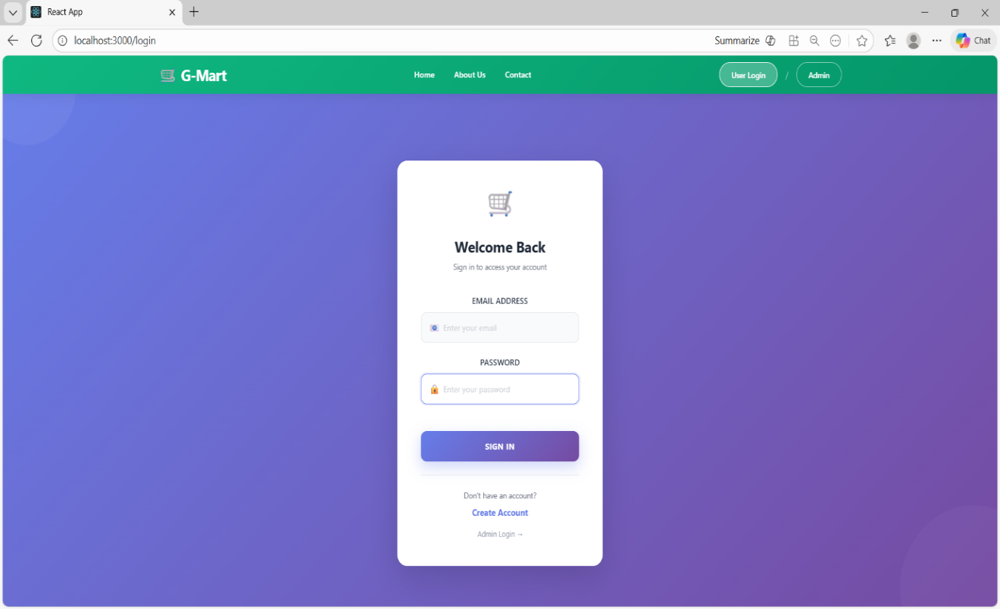 React App
localhost:3000/login
Summarize
Chat
G-Mart
Home About Us Contact
User Login / Admin
Welcome Back
Sign in to access your account
EMAIL ADDRESS
Enter your email
PASSWORD
Enter your password
SIGN IN
Don't have an account?
Create Account
Admin Login →